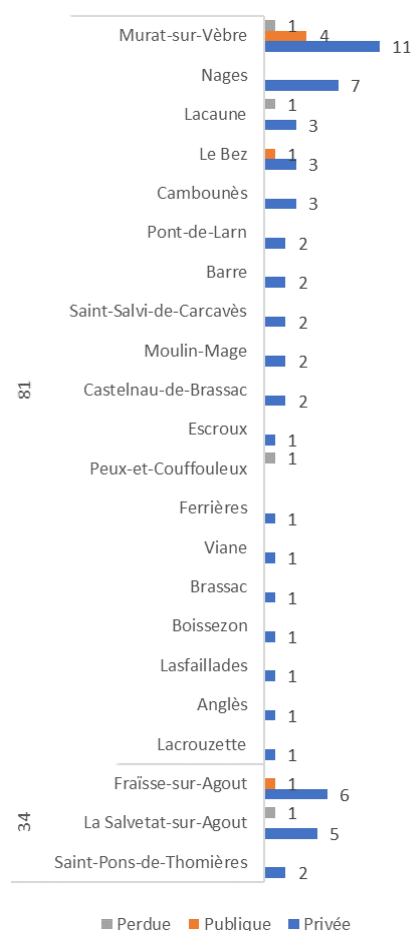 Murat-sur-Vèbre 1
4
11
Nages 7
Lacaune 1
3
Le Bez 1
3
Cambounès 3
Pont-de-Larn 2
Barre 2
Saint-Salvi-de-Carcavès 2
Moulin-Mage 2
81
Castelnau-de-Brassac 2
Escroux 1
Peux-et-Couffouleux 1
Ferrières 1
Viane 1
Brassac 1
Boissezon 1
Lasfaillades 1
Anglès 1
Lacrouzette 1
Fraïsse-sur-Agout 1
6
34
La Salvetat-sur-Agout 1
5
Saint-Pons-de-Thomières 2
Perdue Publique Privée